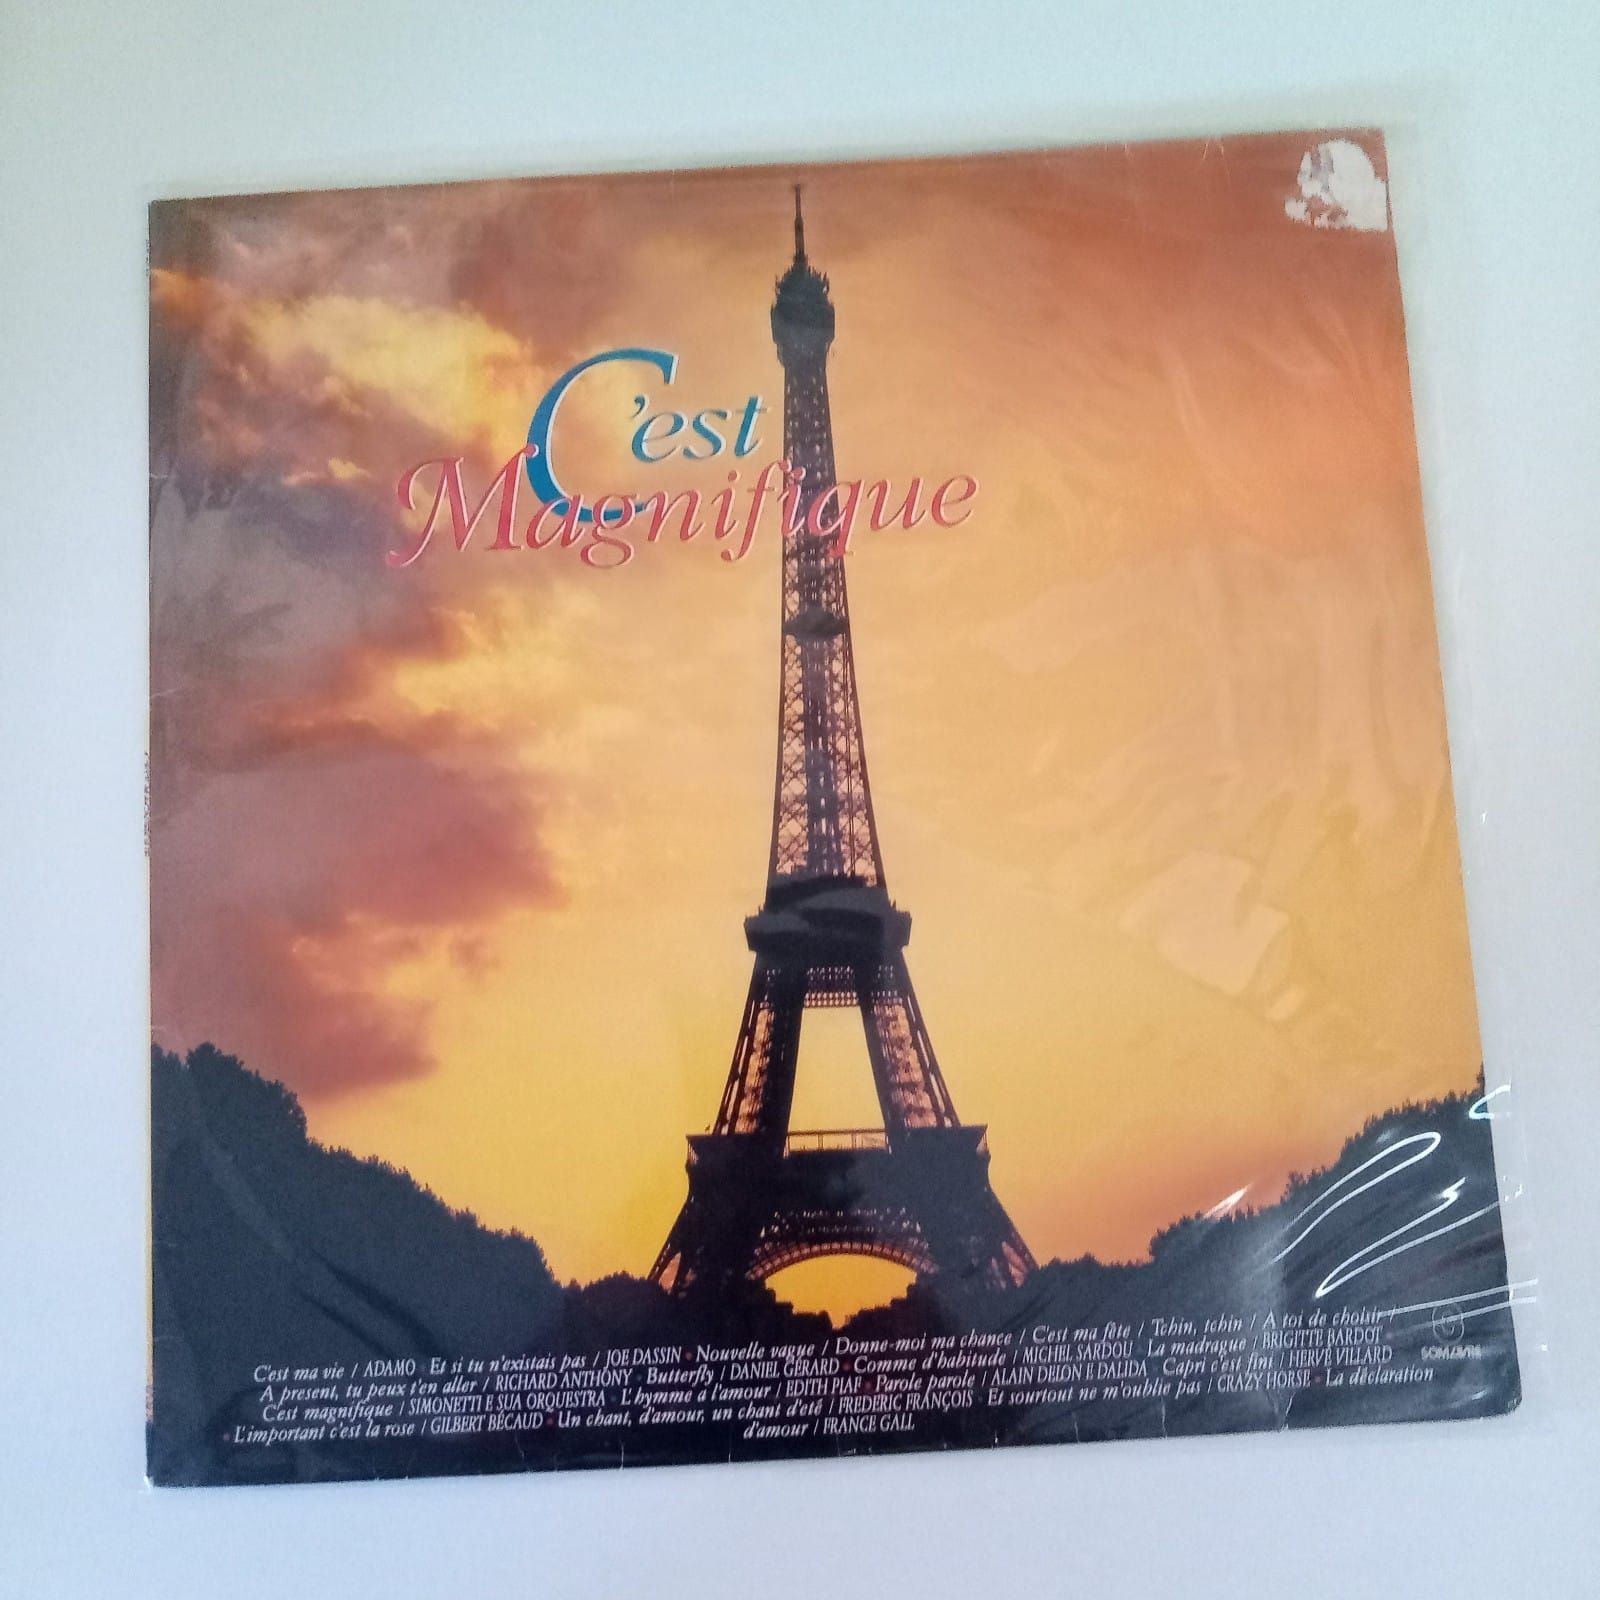 C'est
Magnifique
C'est ma vie / ADAMO · Et si tu n'existais pas / JOE DASSIN · Nouvelle vague / Donne-moi ma chance / C'est ma fête / Tchin, tchin / A toi de choisir /
A present, tu peux t'en aller / RICHARD ANTHONY · Butterfly / DANIEL GÉRARD · Comme d'habitude / MICHEL SARDOU · La madrague / BRIGITTE BARDOT ·
C'est magnifique / SIMONETTI E SUA ORQUESTRA · L'hymme á l'amour / EDITH PIAF · Parole parole / ALAIN DELON E DALIDA · Capri c'est fini / HERVÉ VILLARD
· L'important c'est la rose / GILBERT BÉCAUD · Un chant, d'amour, un chant d'eté / FRÉDÉRIC FRANÇOIS · Et sourtout ne m'oublie pas / CRAZY HORSE · La déclaration
d'amour / FRANCE GALL
SOM LIVRE